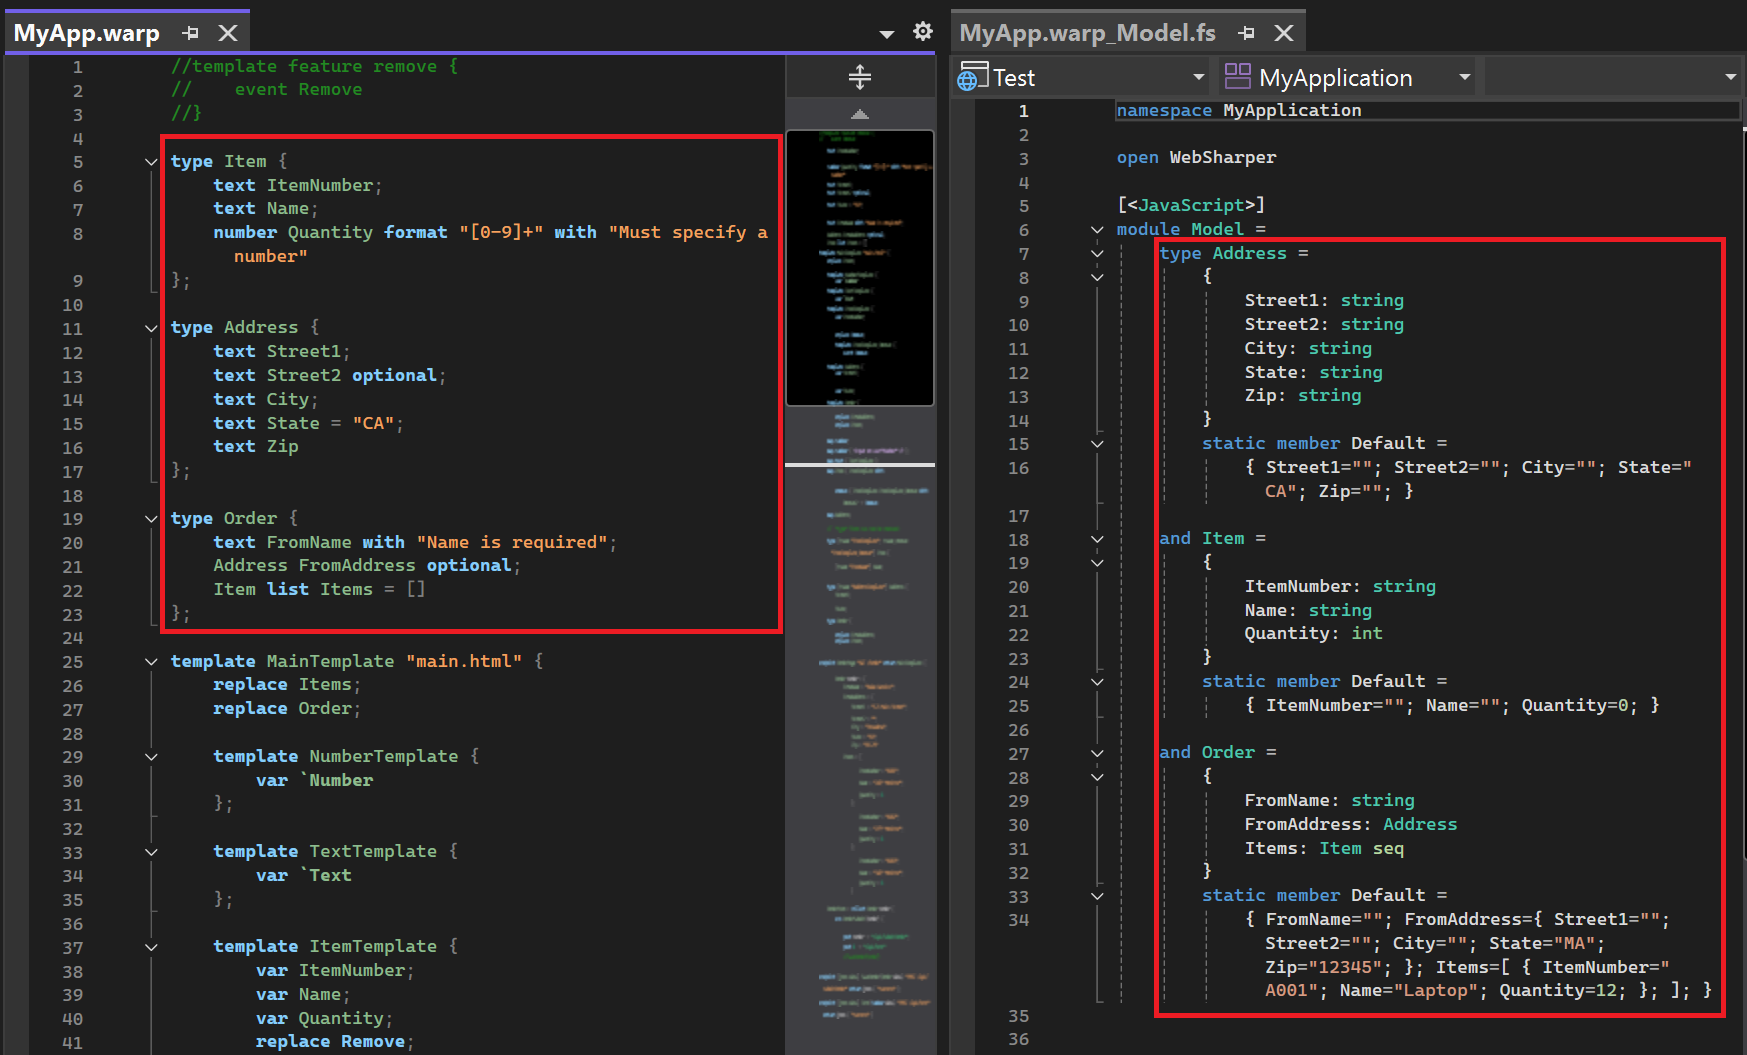 MyApp.warp
1 //template feature remove {
2 //    event Remove
3 //}
4
5 type Item {
6     text ItemNumber;
7     text Name;
8     number Quantity format "[0-9]+" with "Must specify a
number"
9 };
10
11 type Address {
12     text Street1;
13     text Street2 optional;
14     text City;
15     text State = "CA";
16     text Zip
17 };
18
19 type Order {
20     text FromName with "Name is required";
21     Address FromAddress optional;
22     Item list Items = []
23 };
24
25 template MainTemplate "main.html" {
26     replace Items;
27     replace Order;
28
29     template NumberTemplate {
30         var `Number
31     };
32
33     template TextTemplate {
34         var `Text
35     };
36
37     template ItemTemplate {
38         var ItemNumber;
39         var Name;
40         var Quantity;
41         replace Remove;
MyApp.warp_Model.fs
Test
MyApplication
1 namespace MyApplication
2
3 open WebSharper
4
5 [<JavaScript>]
6 module Model =
7     type Address =
8         {
9             Street1: string
10             Street2: string
11             City: string
12             State: string
13             Zip: string
14         }
15         static member Default =
16             { Street1=""; Street2=""; City=""; State="
CA"; Zip=""; }
17
18     and Item =
19         {
20             ItemNumber: string
21             Name: string
22             Quantity: int
23         }
24         static member Default =
25             { ItemNumber=""; Name=""; Quantity=0; }
26
27     and Order =
28         {
29             FromName: string
30             FromAddress: Address
31             Items: Item seq
32         }
33         static member Default =
34             { FromName=""; FromAddress={ Street1="";
Street2=""; City=""; State="MA";
Zip="12345"; }; Items=[ { ItemNumber="
A001"; Name="Laptop"; Quantity=12; }; ]; }
35
36